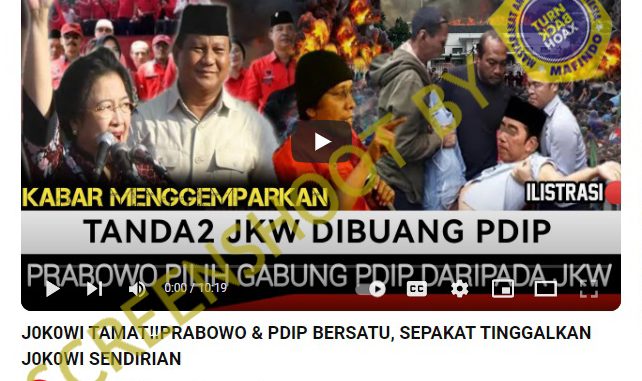 TURN
BACK
HOAX
MAFINDO
KABAR MENGGEMPARKAN
ILISTRASI
TANDA2 JKW DIBUANG PDIP
PRABOWO PILIH GABUNG PDIP DARIPADA JKW
0:00 / 10:19
CC
SCREENSHOOT BY
J0K0WI TAMAT!!PRABOWO & PDIP BERSATU, SEPAKAT TINGGALKAN
J0K0WI SENDIRIAN